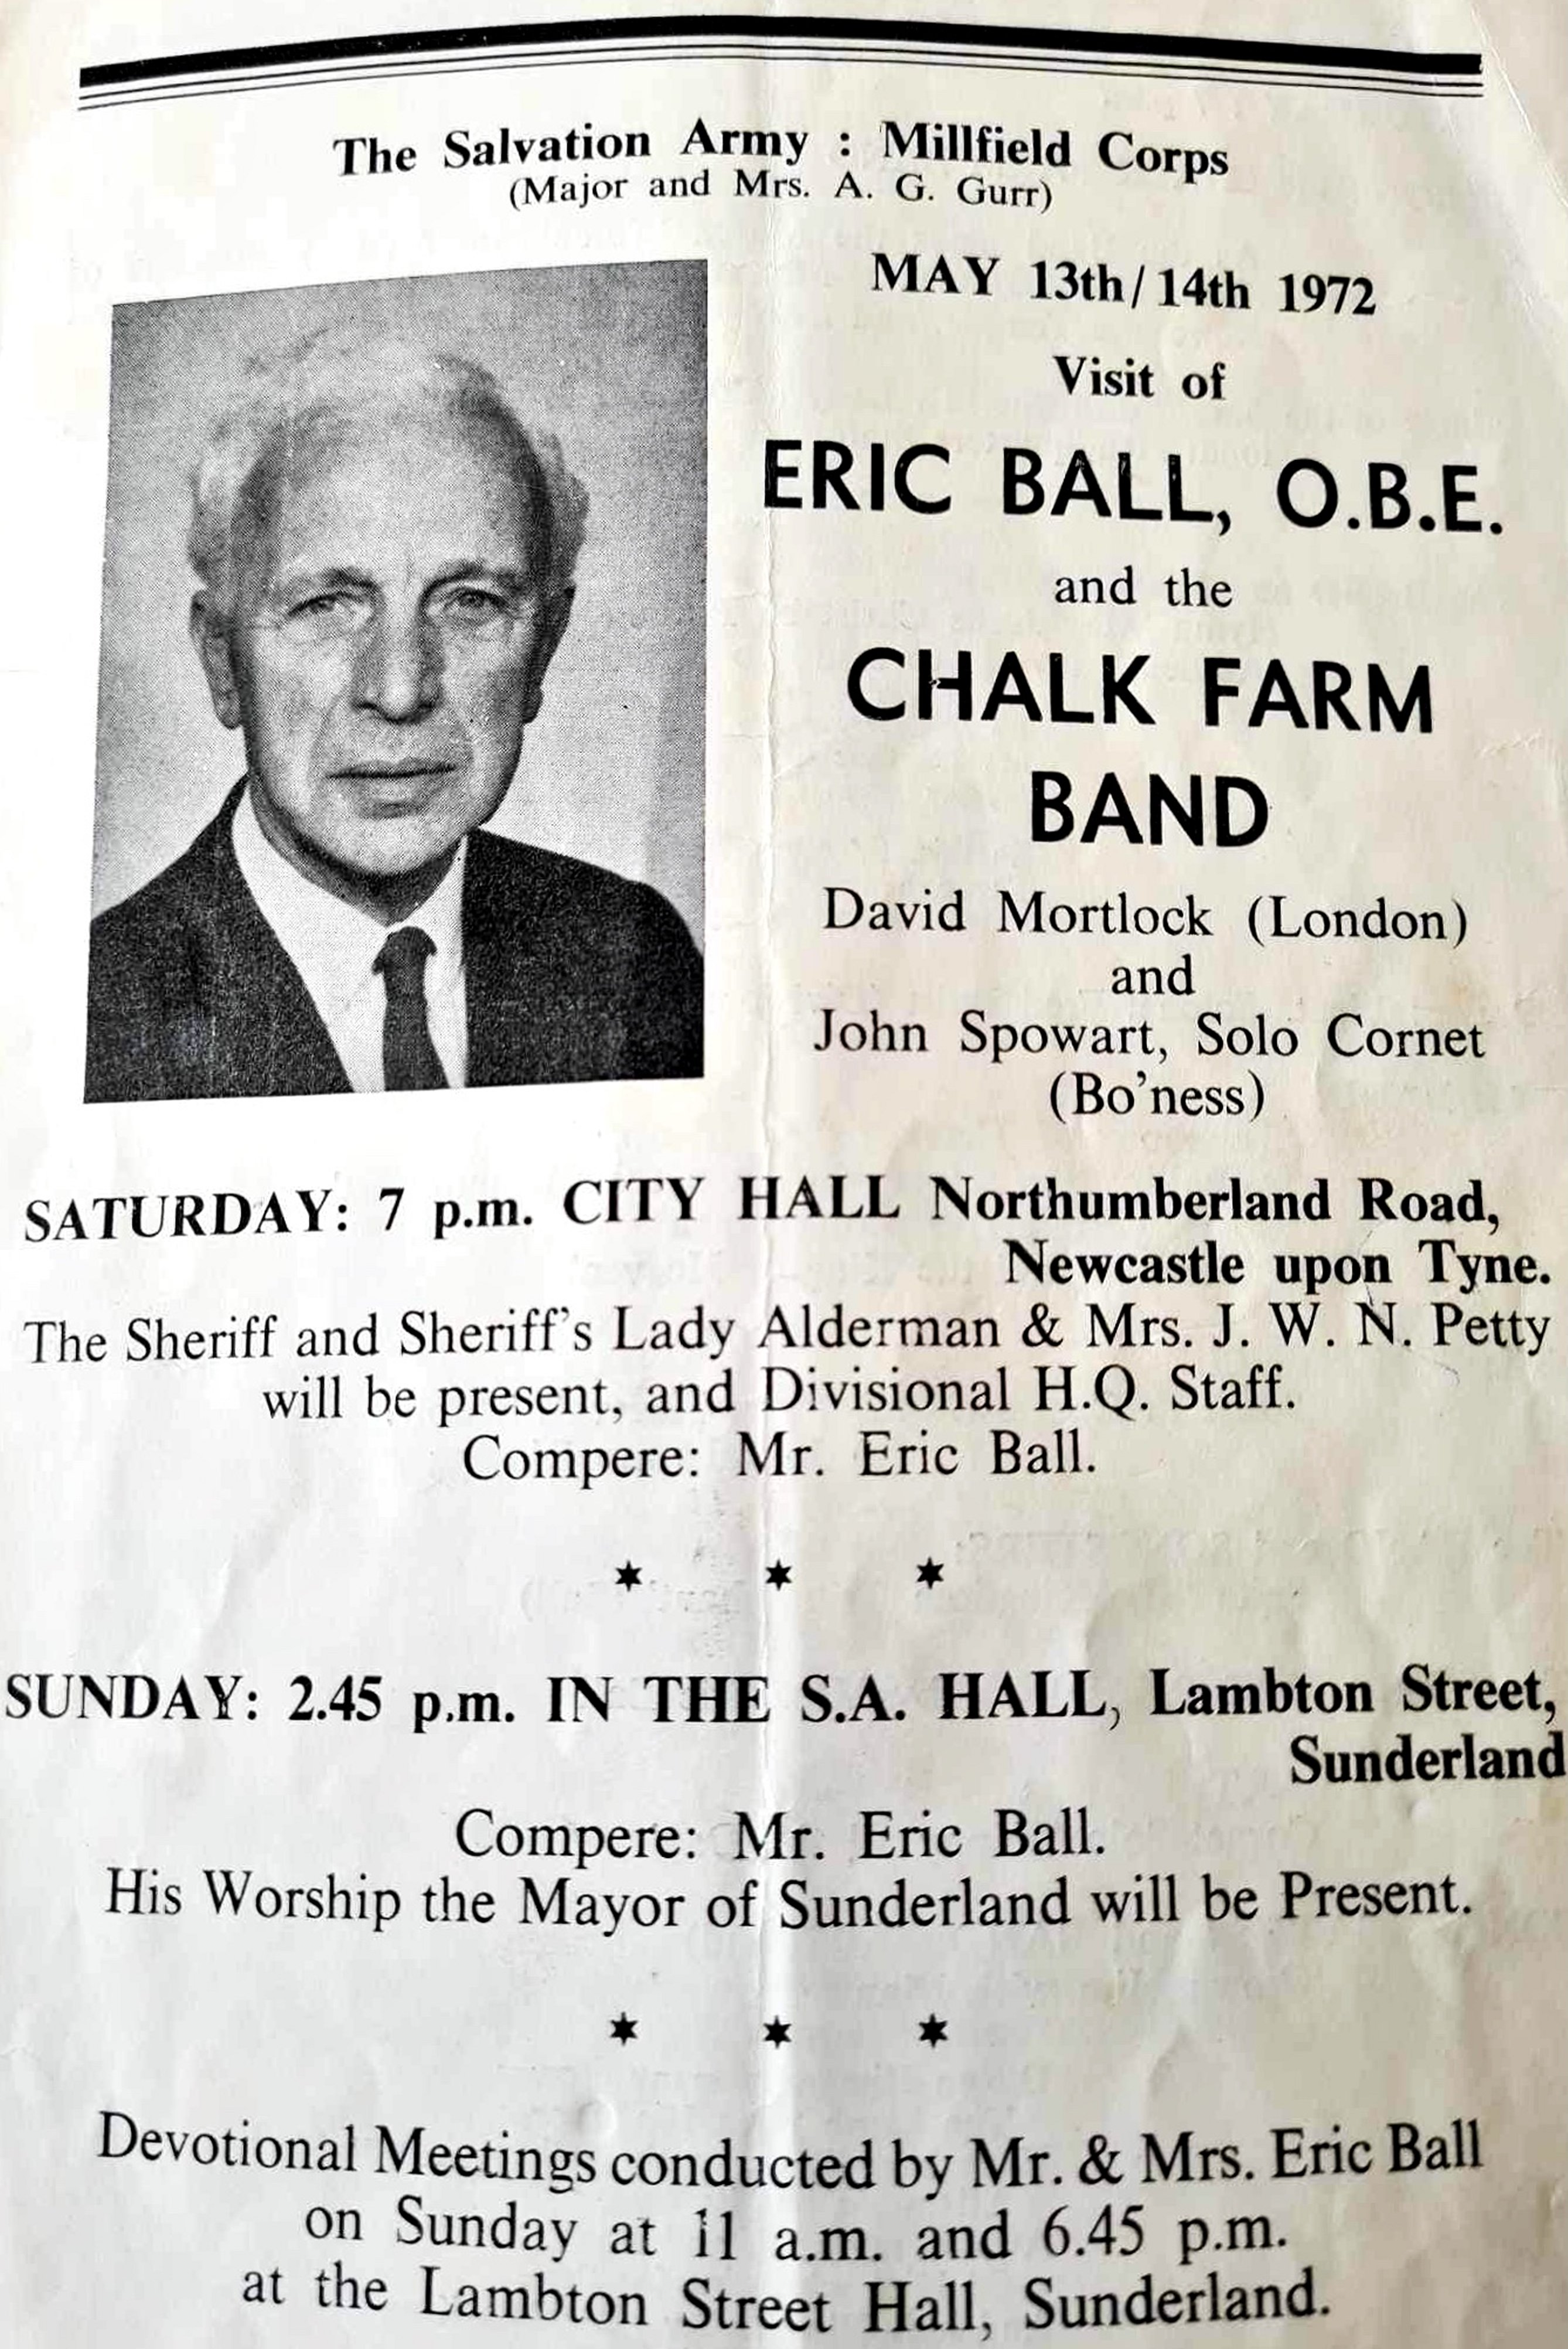 The Salvation Army : Millfield Corps
(Major and Mrs. A. G. Gurr)
MAY 13th/14th 1972
Visit of
ERIC BALL, O.B.E.
and the
CHALK FARM
BAND
David Mortlock (London)
and
John Spowart, Solo Cornet
(Bo'ness)
SATURDAY: 7 p.m. CITY HALL Northumberland Road,
Newcastle upon Tyne.
The Sheriff and Sheriff's Lady Alderman & Mrs. J. W. N. Petty
will be present, and Divisional H.Q. Staff.
Compere: Mr. Eric Ball.
* * *
SUNDAY: 2.45 p.m. IN THE S.A. HALL, Lambton Street,
Sunderland
Compere: Mr. Eric Ball.
His Worship the Mayor of Sunderland will be Present.
* * *
Devotional Meetings conducted by Mr. & Mrs. Eric Ball
on Sunday at 11 a.m. and 6.45 p.m.
at the Lambton Street Hall, Sunderland.